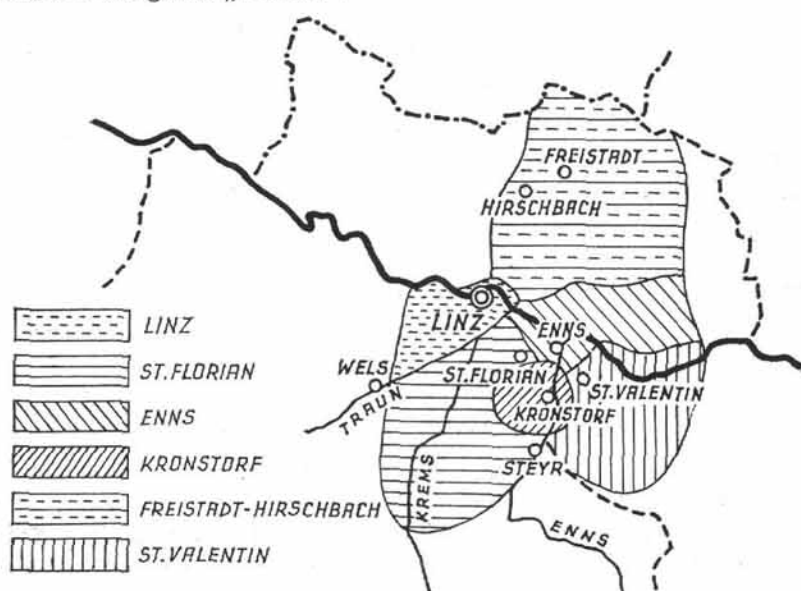 FREISTADT
HIRSCHBACH
LINZ
ENNS
WELS
TRAUN
ST.FLORIAN
ST.VALENTIN
KRONSTORF
STEYR
KREMS
ENNS
LINZ
ST.FLORIAN
ENNS
KRONSTORF
FREISTADT-HIRSCHBACH
ST.VALENTIN